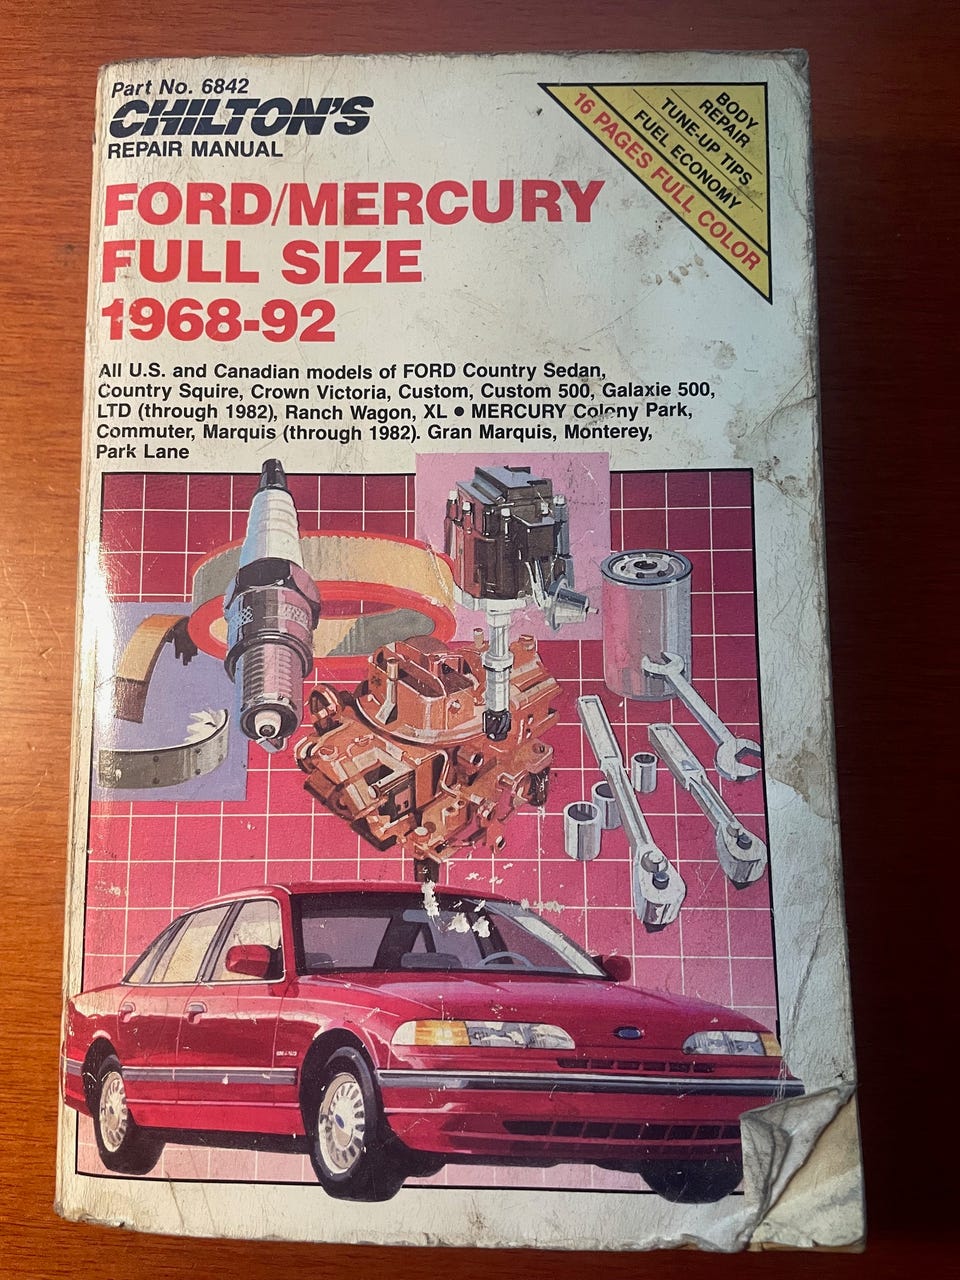 Part No. 6842
CHILTON'S
REPAIR MANUAL
BODY
REPAIR
TUNE-UP TIPS
FUEL ECONOMY
16 PAGES FULL COLOR
FORD/MERCURY
FULL SIZE
1968-92
All U.S. and Canadian models of FORD Country Sedan,
Country Squire, Crown Victoria, Custom, Custom 500, Galaxie 500,
LTD (through 1982), Ranch Wagon, XL ● MERCURY Colony Park,
Commuter, Marquis (through 1982). Gran Marquis, Monterey,
Park Lane